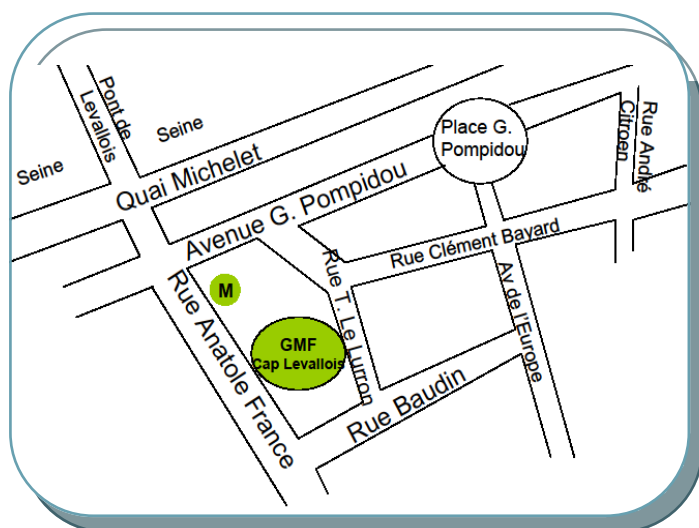 Pont de
Levallois
Seine
Seine
Quai Michelet
Place G.
Pompidou
Rue André
Citroen
Avenue G. Pompidou
Rue Clément Bayard
M
Rue T. Le Lurron
Av de l'Europe
GMF
Cap Levallois
Rue Anatole France
Rue Baudin